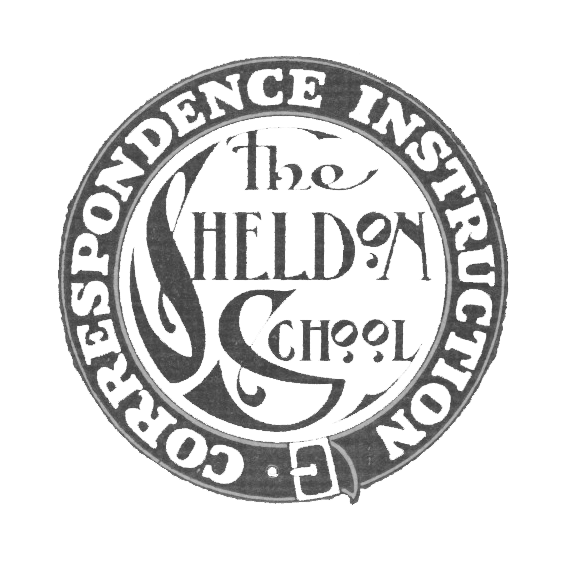 CORRESPONDENCE INSTRUCTION
The
SHELDON
SCHOOL